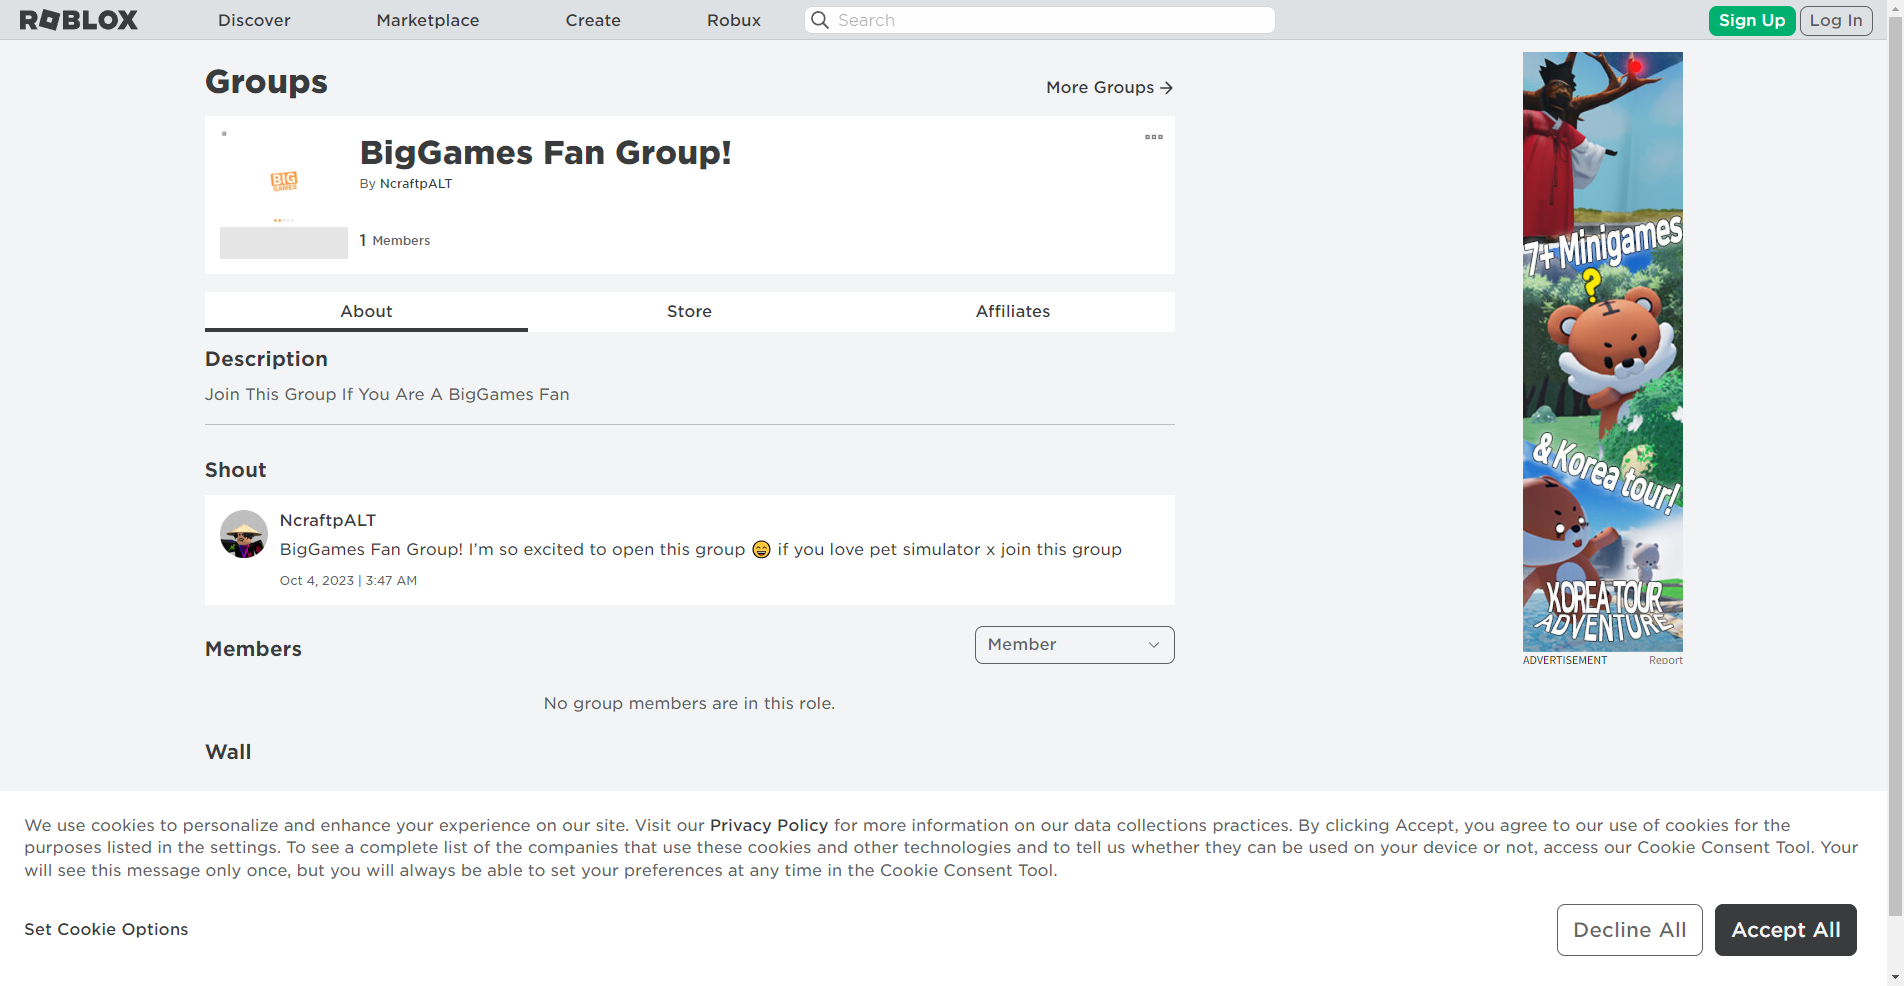 ROBLOX
Discover
Marketplace
Create
Robux
Search
Sign Up
Log In
Groups
More Groups
BigGames Fan Group!
By NcraftpALT
BIG
GAMES
1 Members
About
Store
Affiliates
Description
Join This Group If You Are A BigGames Fan
Shout
NcraftpALT
BigGames Fan Group! I'm so excited to open this group 😄 if you love pet simulator x join this group
Oct 4, 2023 | 3:47 AM
Members
Member
No group members are in this role.
Wall
7+ Minigames
?
& Korea tour!
KOREA TOUR
ADVENTURE
ADVERTISEMENT
Report
We use cookies to personalize and enhance your experience on our site. Visit our Privacy Policy for more information on our data collections practices. By clicking Accept, you agree to our use of cookies for the
purposes listed in the settings. To see a complete list of the companies that use these cookies and other technologies and to tell us whether they can be used on your device or not, access our Cookie Consent Tool. Your
will see this message only once, but you will always be able to set your preferences at any time in the Cookie Consent Tool.
Set Cookie Options
Decline All
Accept All